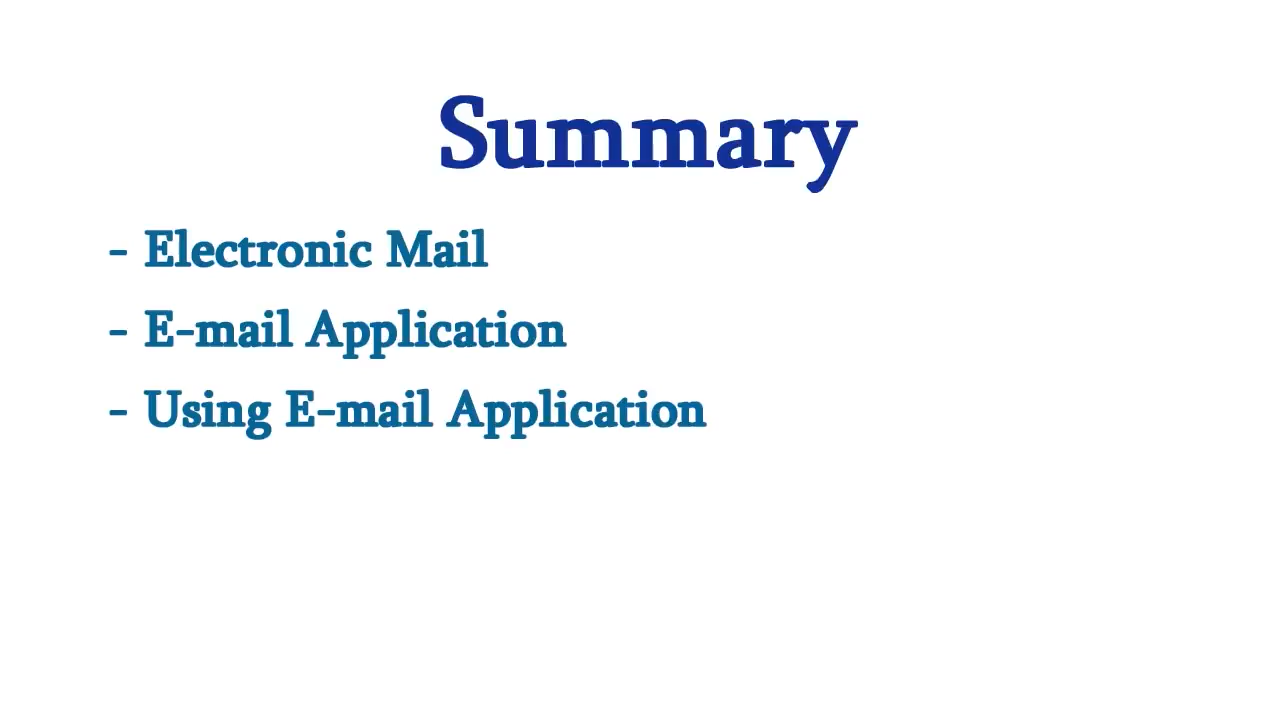 Summary
- Electronic Mail
- E-mail Application
- Using E-mail Application